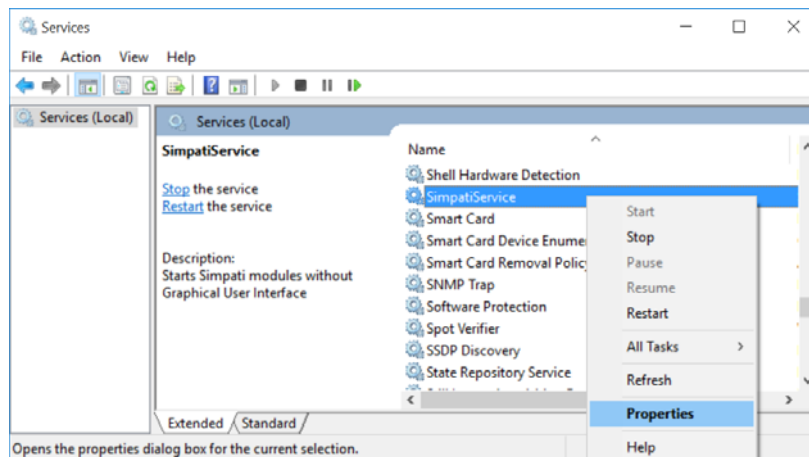 Services
File Action View Help
Services (Local)
Services (Local)
SimpatiService
Stop the service
Restart the service
Description:
Starts Simpati modules without
Graphical User Interface
Name
Shell Hardware Detection
SimpatiService
Smart Card
Smart Card Device Enume
Smart Card Removal Policy
SNMP Trap
Software Protection
Spot Verifier
SSDP Discovery
State Repository Service
Start
Stop
Pause
Resume
Restart
All Tasks
Refresh
Properties
Help
Extended Standard
Opens the properties dialog box for the current selection.